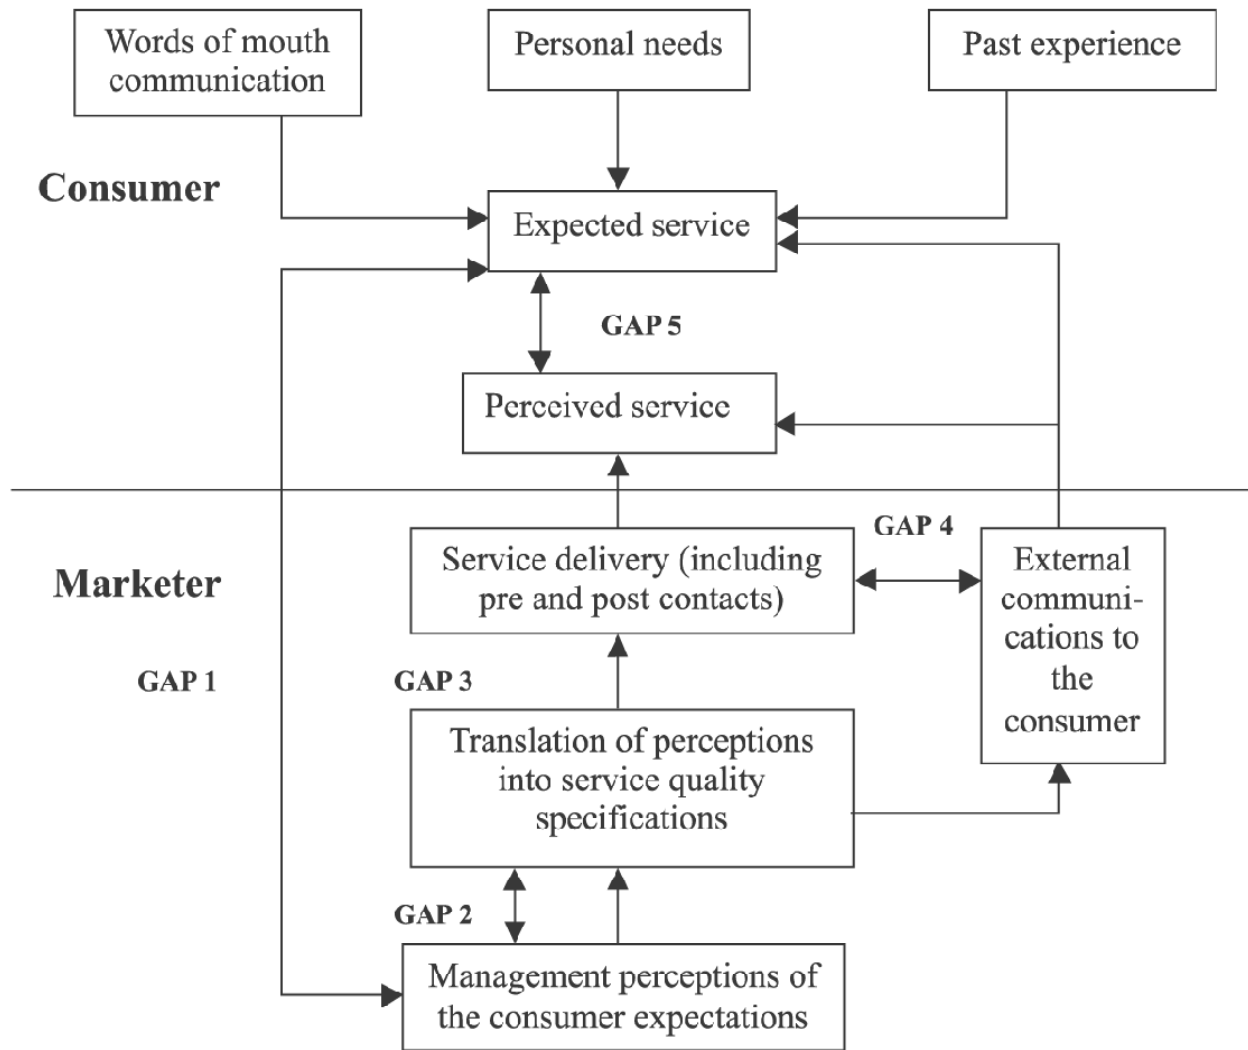 Words of mouth
communication
Personal needs
Past experience
Consumer
Expected service
GAP 5
Perceived service
Marketer
Service delivery (including
pre and post contacts)
GAP 4
External
communi-
cations to
the
consumer
GAP 1
GAP 3
Translation of perceptions
into service quality
specifications
GAP 2
Management perceptions of
the consumer expectations